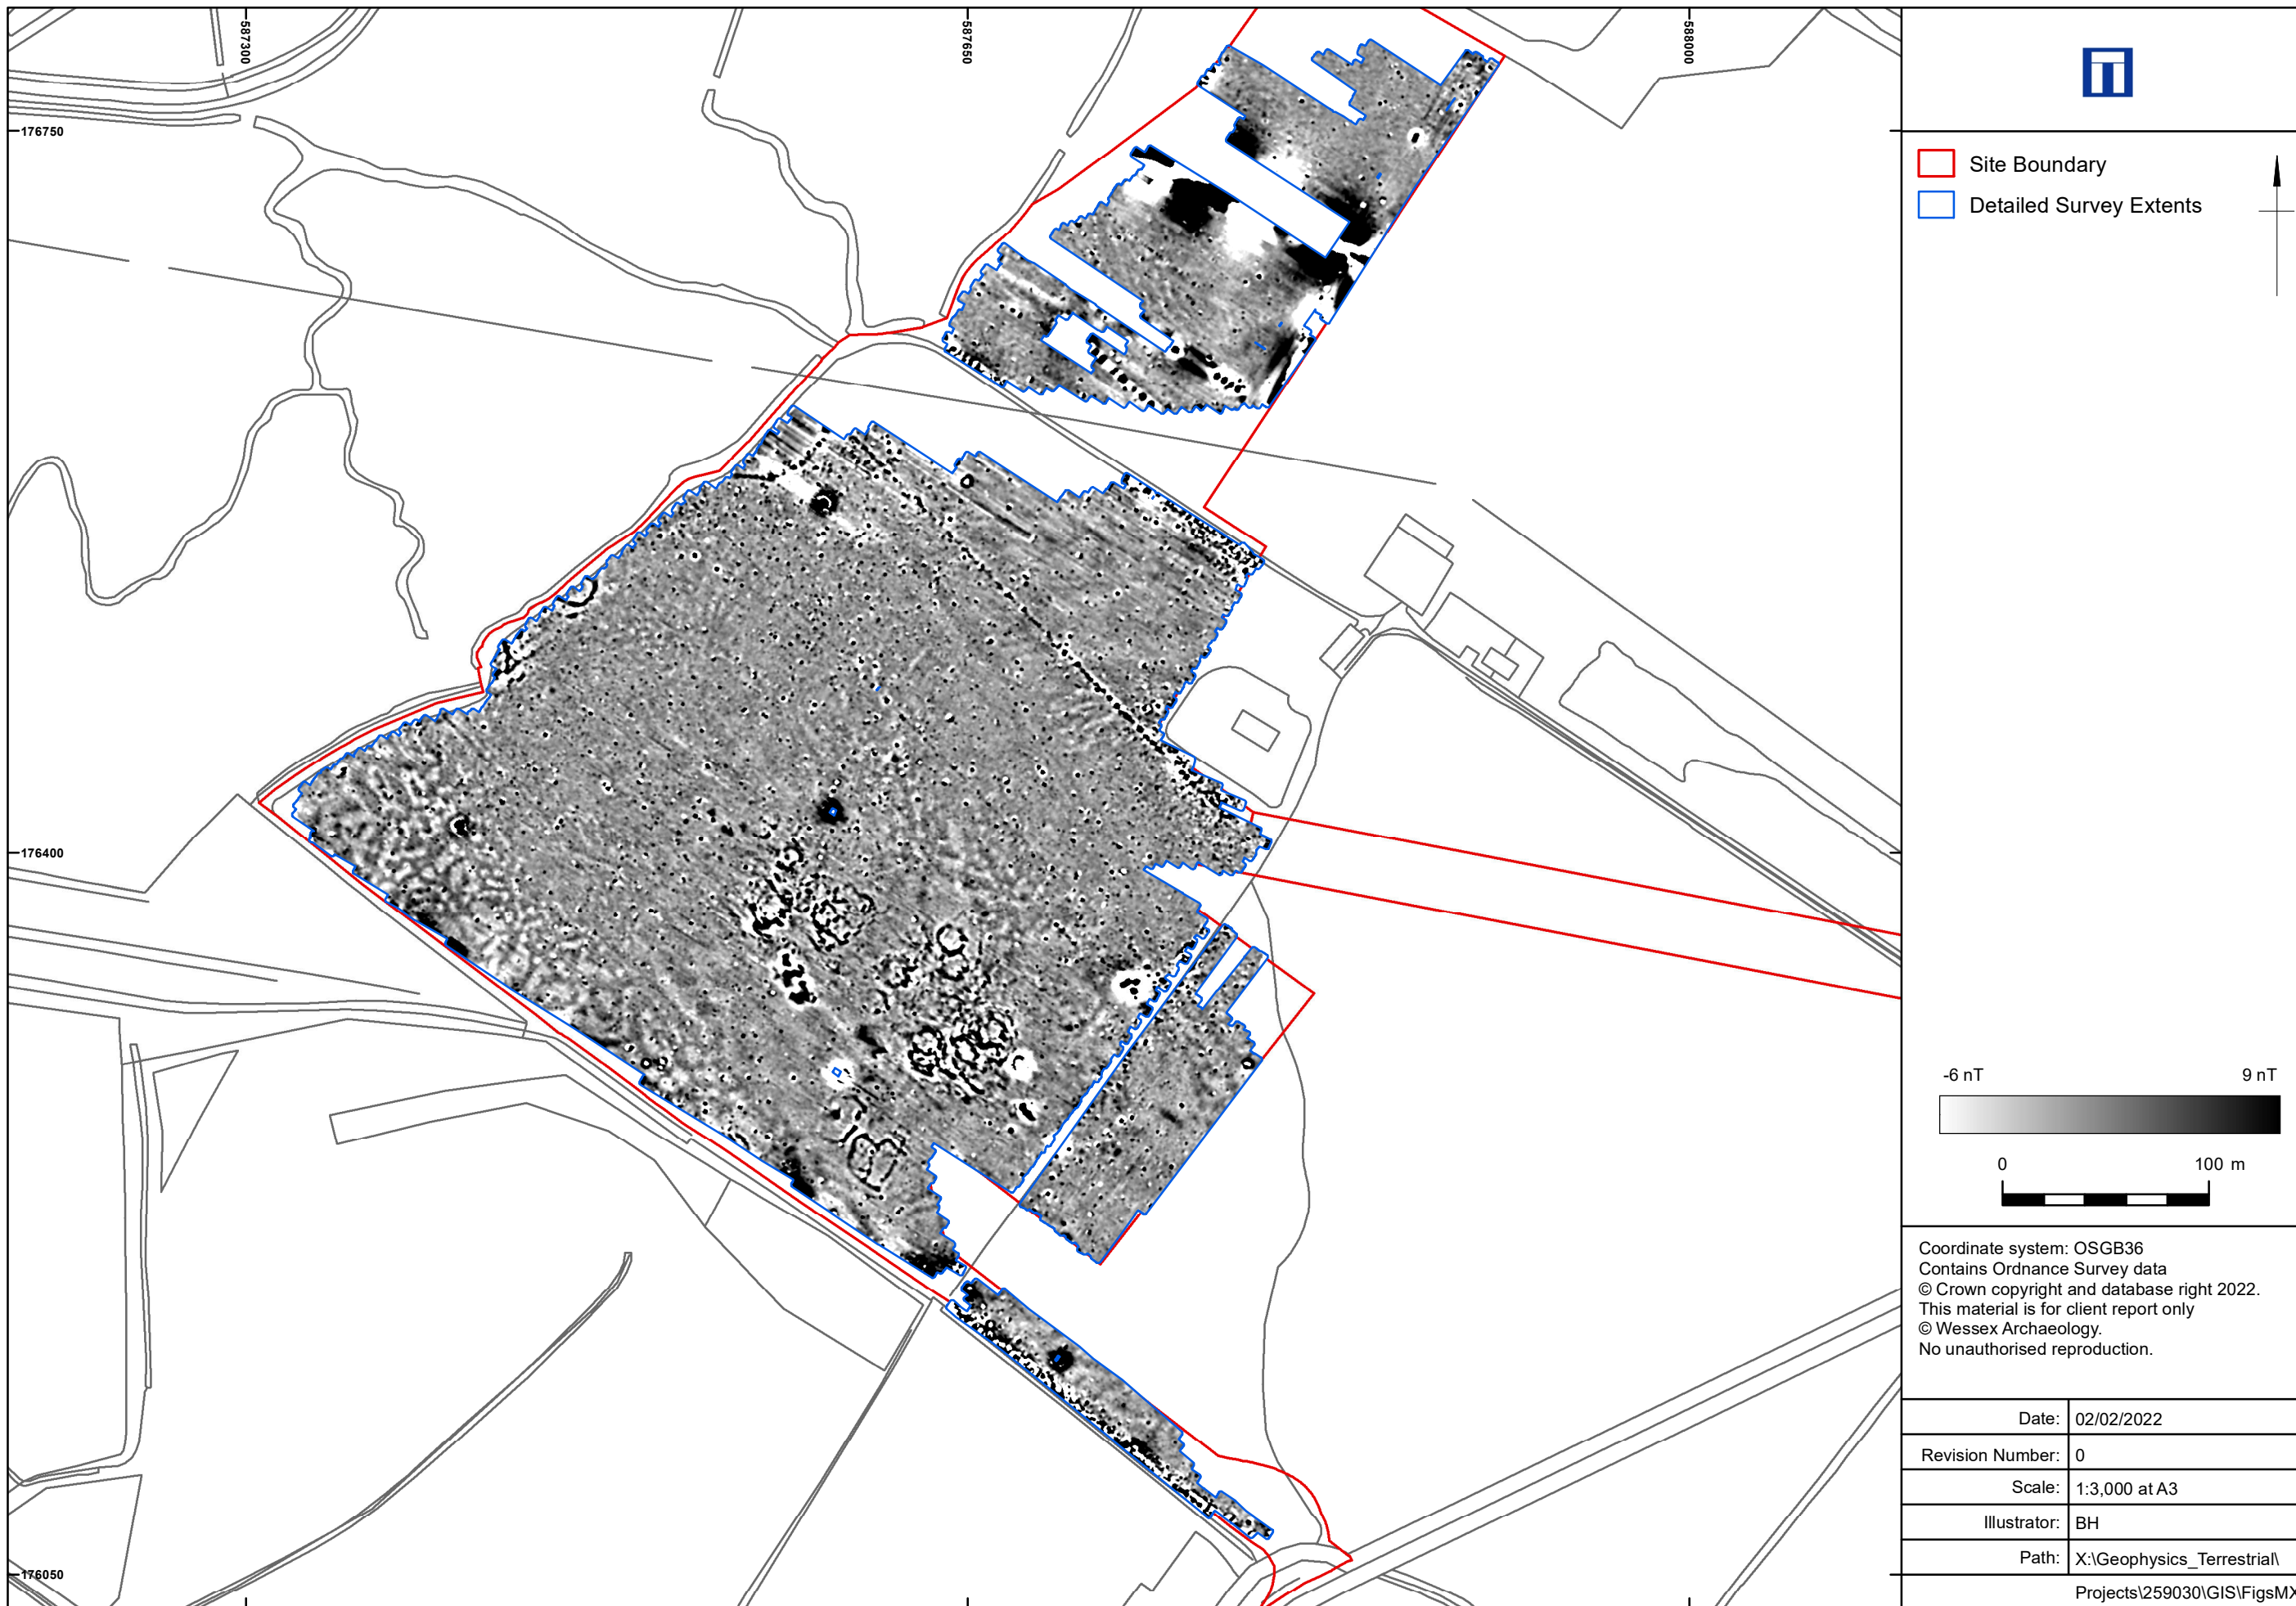 587300
587650
588000
176750
176400
176050
Site Boundary
Detailed Survey Extents
-6 nT 9 nT
0 100 m
Coordinate system: OSGB36
Contains Ordnance Survey data
© Crown copyright and database right 2022.
This material is for client report only
© Wessex Archaeology.
No unauthorised reproduction.
Date: 02/02/2022
Revision Number: 0
Scale: 1:3,000 at A3
Illustrator: BH
Path: X:\Geophysics_Terrestrial\
Projects\259030\GIS\FigsMX